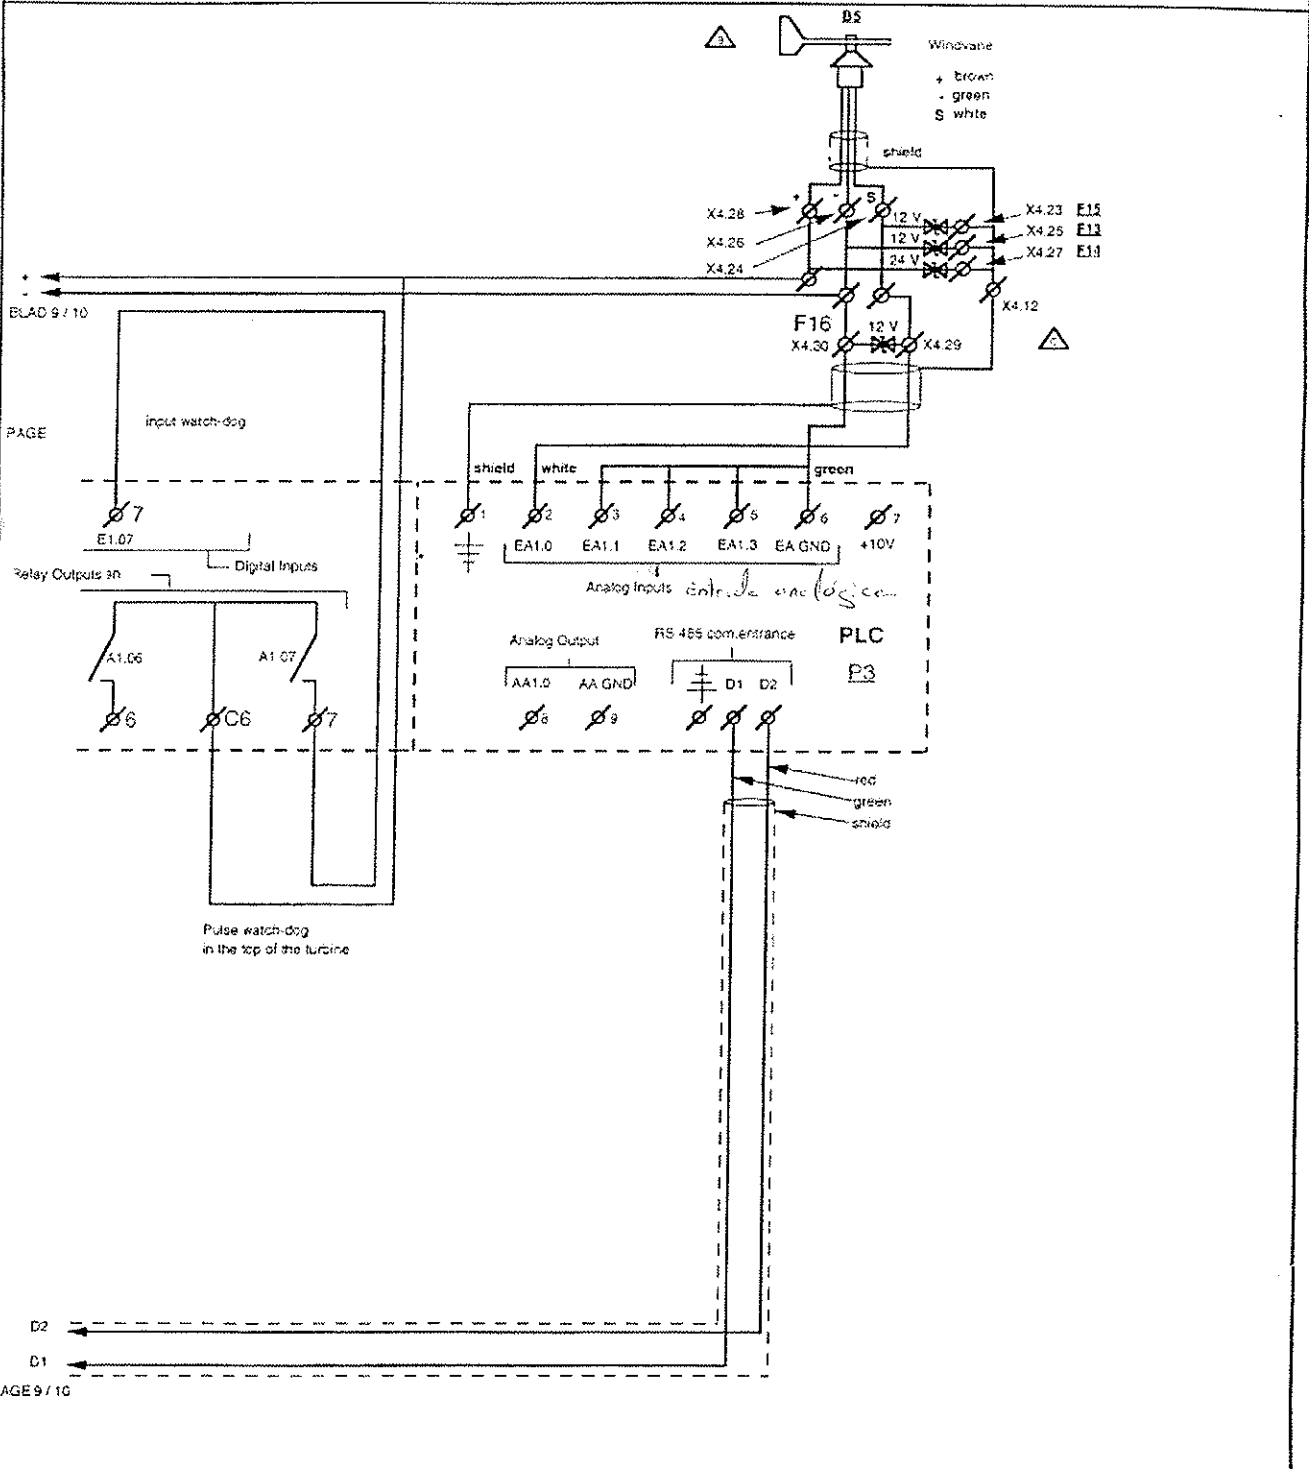 B5
Windvane
+ brown
- green
S white
shield
+ - S
X4.28
X4.26
X4.24
12 V
12 V
24 V
X4.23 F15
X4.25 F13
X4.27 F14
X4.12
+
-
BLAD 9 / 10
F16
X4.30
12 V
X4.29
C
input watch-dog
PAGE
shield white green
7
E1.07
Digital Inputs
1 2 3 4 5 6 7
EA1.0 EA1.1 EA1.2 EA1.3 EA GND +10V
Analog Inputs
Relay Outputs
A1.06
A1.07
6
C6
7
Analog Output
AA1.0 AA GND
8 9
RS 485 com.entrance
D1 D2
PLC
P3
red
green
shield
Pulse watch-dog
in the top of the turbine
D2
D1
AGE 9 / 10